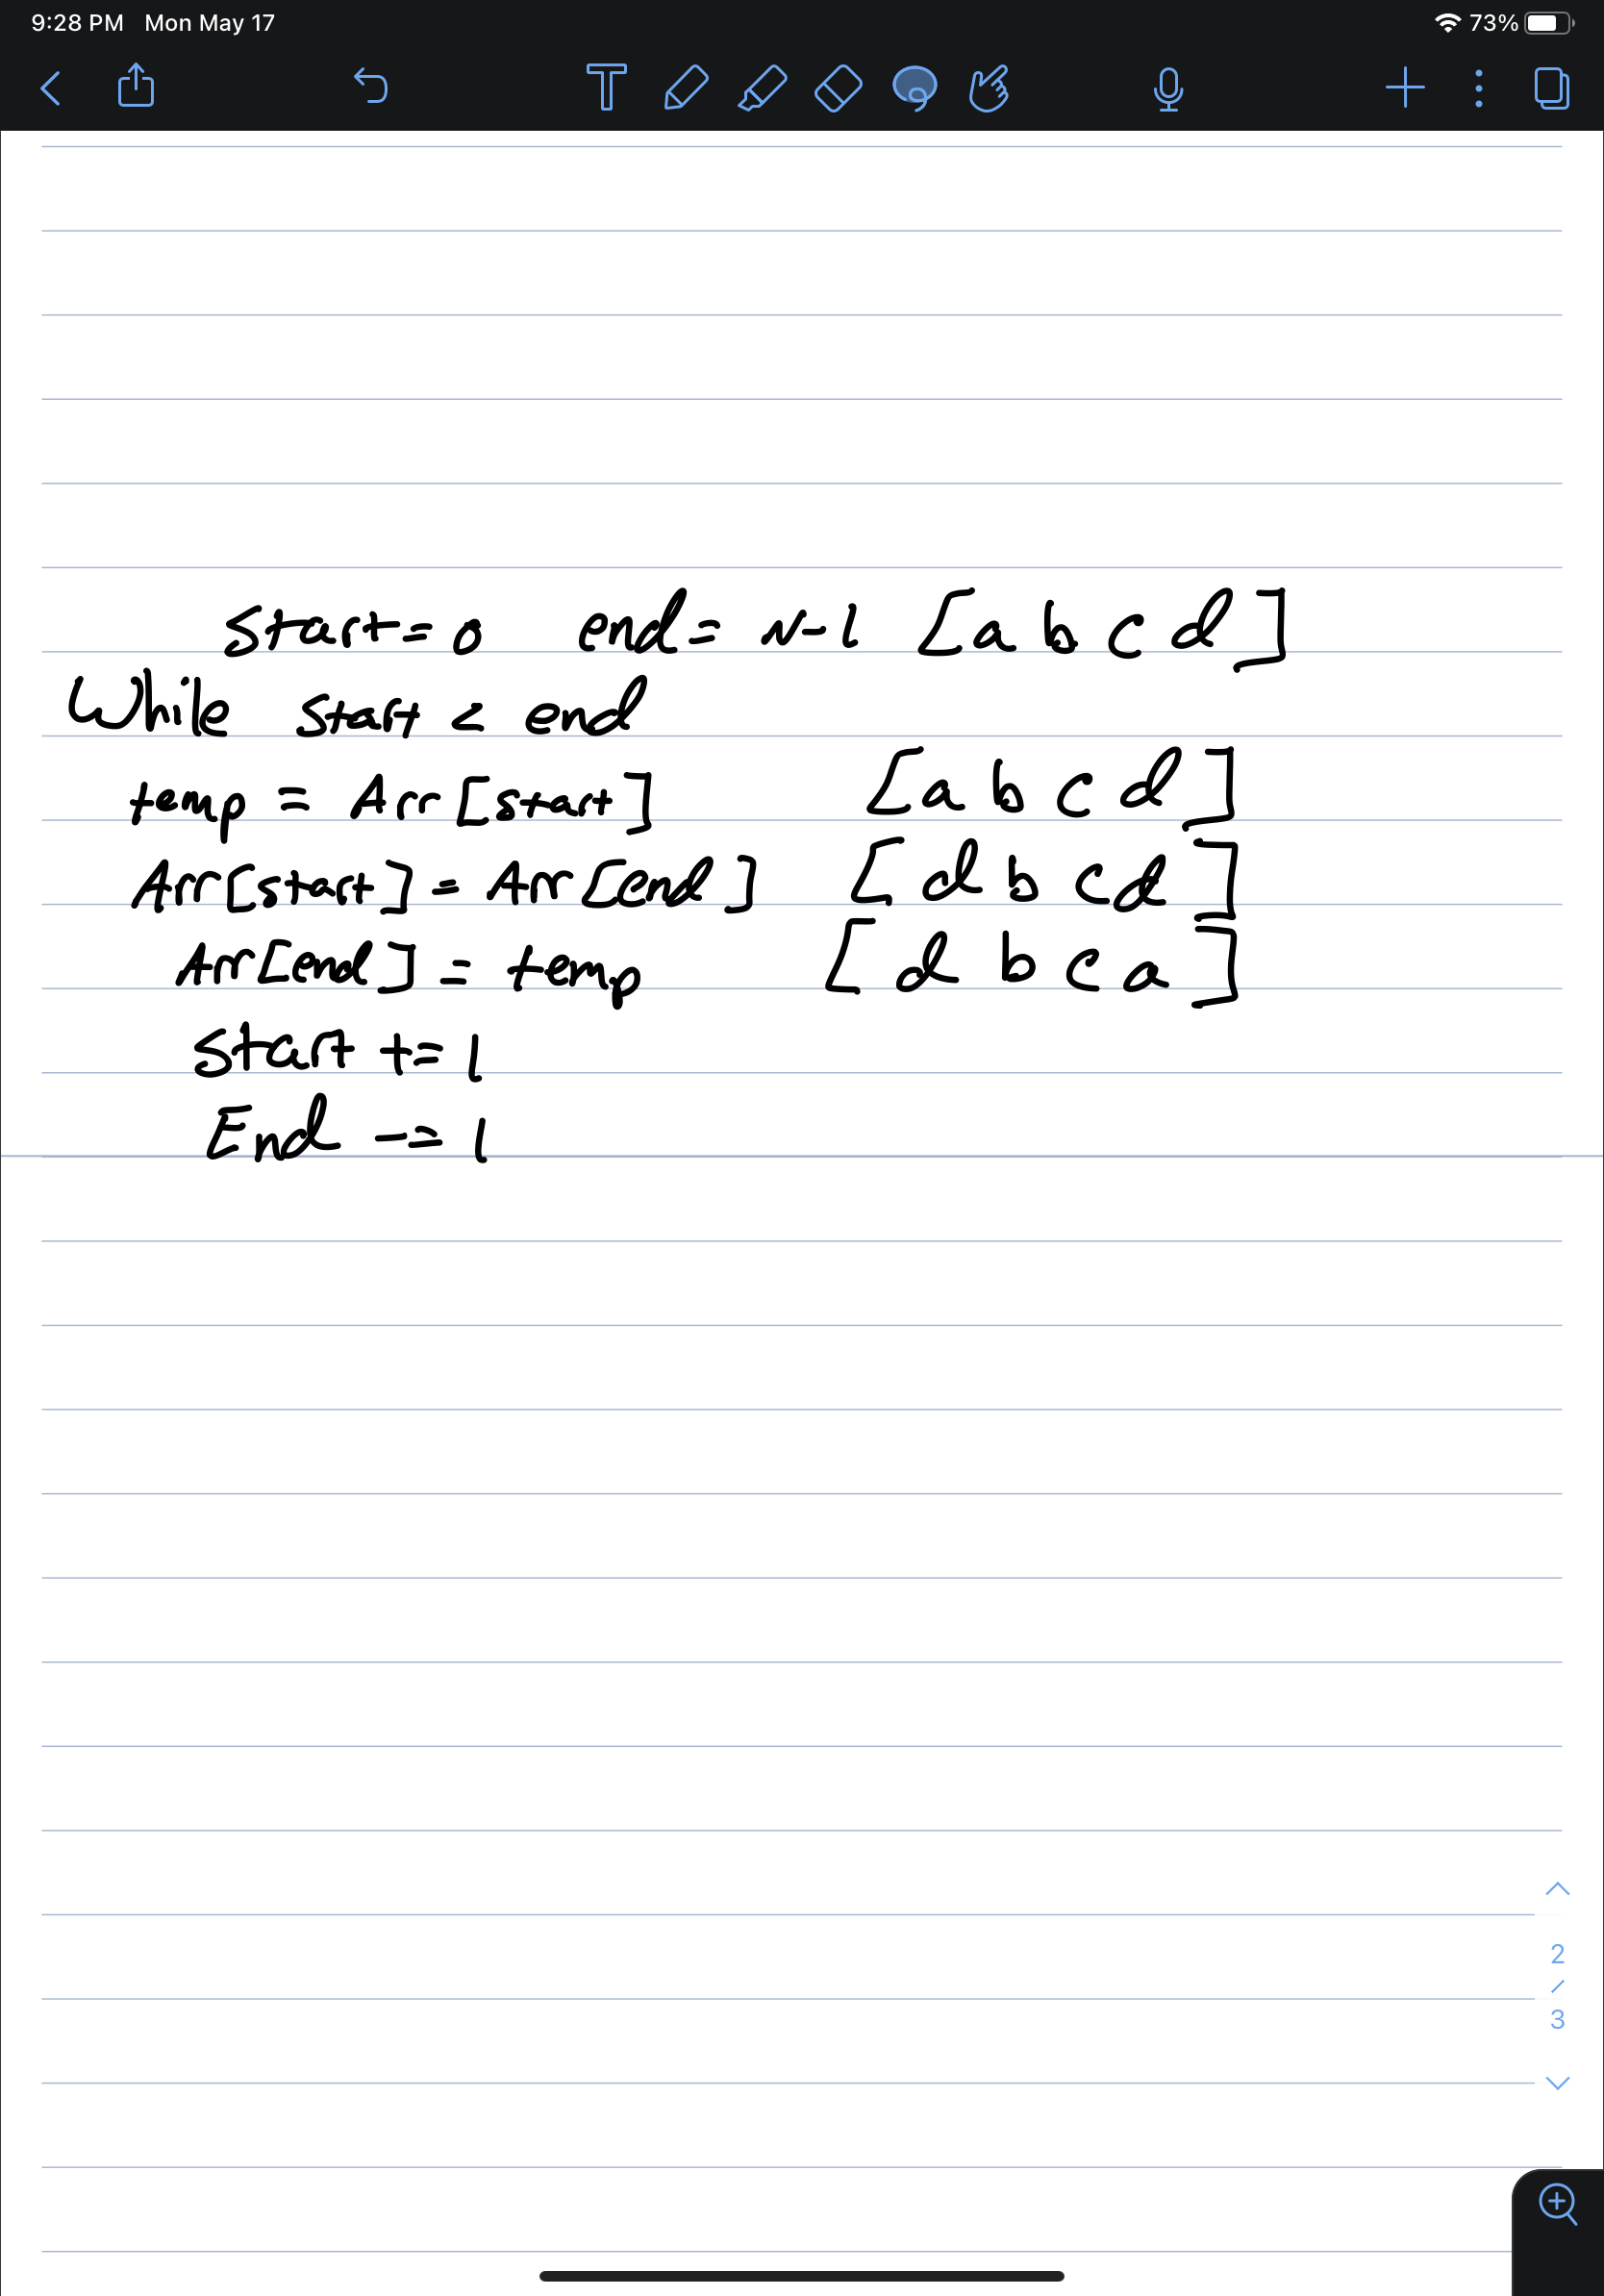 9:28 PM Mon May 17 73%
start=0 end= N-1 [a b c d]
While start < end
temp = Arr[start] [a b c d]
Arr[start] = Arr[end] [d b c d]
Arr[end] = temp [d b c a]
start += 1
End -= 1
2
/
3